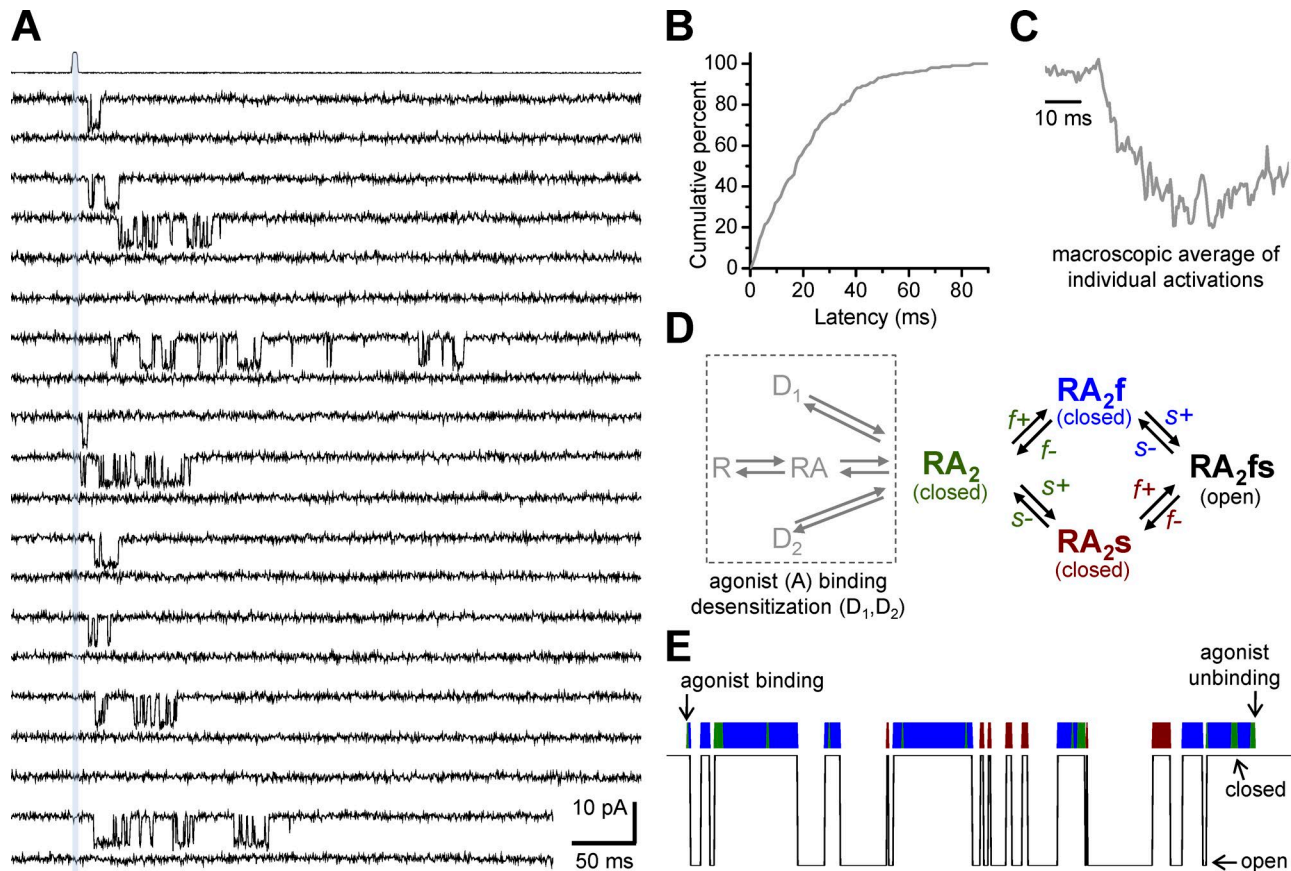 A
10 pA
50 ms
B
Cumulative percent
100
80
60
40
20
0
0 20 40 60 80
Latency (ms)
C
10 ms
macroscopic average of
individual activations
D
D1
R
RA
D2
agonist (A) binding
desensitization (D1,D2)
RA2
(closed)
f+
f-
s+
s-
RA2f
(closed)
s+
s-
RA2fs
(open)
RA2s
(closed)
f+
f-
E
agonist binding
agonist
unbinding
closed
open